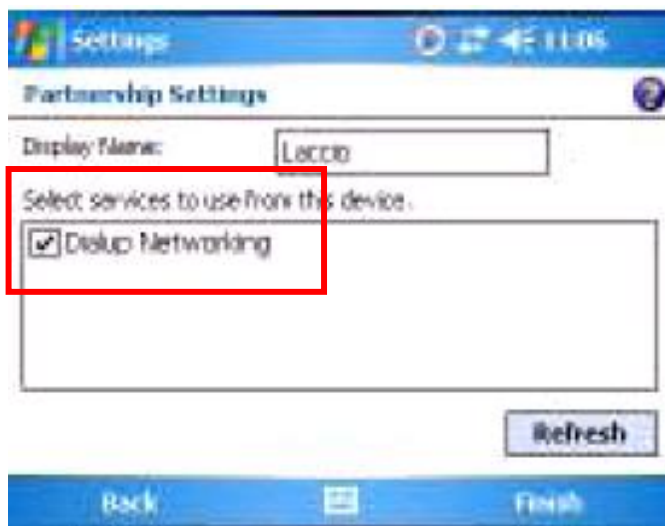 Settings 11:06
Partnership Settings
Display Name:
Select services to use from this device.
Dialup Networking
Refresh
Back Finish